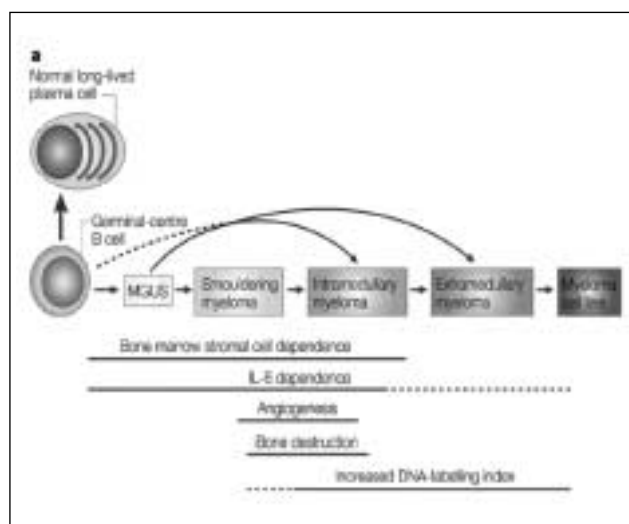 a
Normal long-lived
plasma cell
Germinal-centre
B cell
MGUS
Smouldering
myeloma
Intramedullary
myeloma
Extramedullary
myeloma
Myeloma
cell line
Bone marrow stromal cell dependence
IL-6 dependence
Angiogenesis
Bone destruction
Increased DNA-labelling index